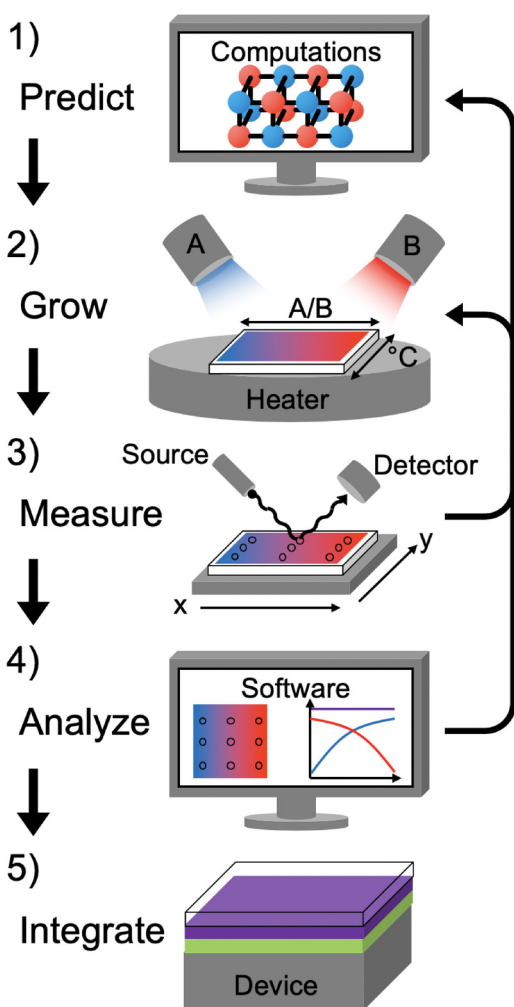 1)
Predict
Computations
2)
Grow
A
B
A/B
°C
Heater
3)
Measure
Source
Detector
x
y
4)
Analyze
Software
5)
Integrate
Device